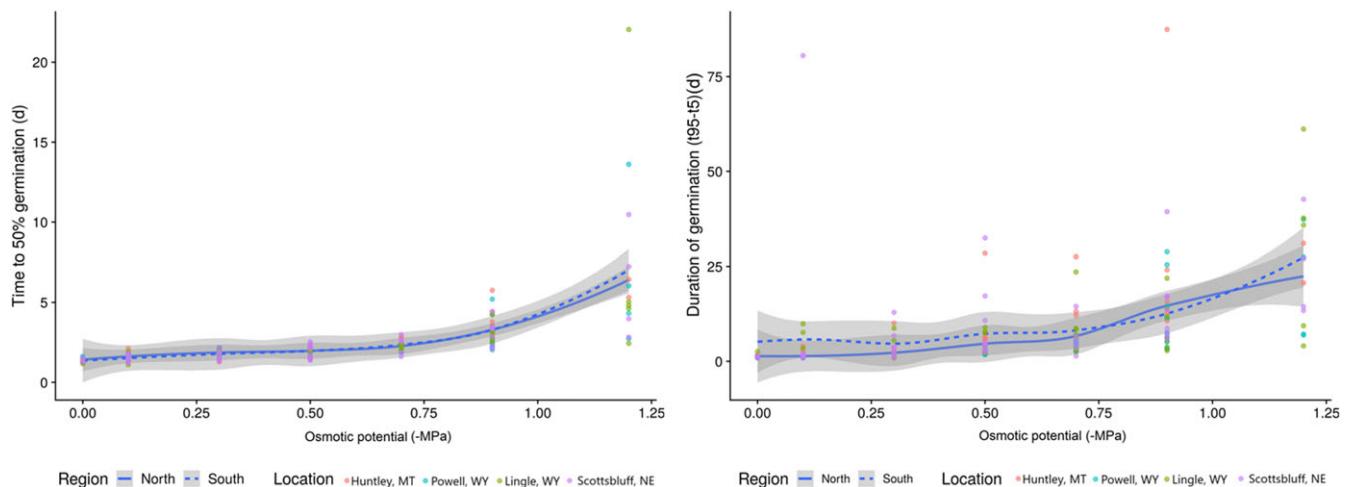 Time to 50% germination (d)
20
15
10
5
0
0.00 0.25 0.50 0.75 1.00 1.25
Osmotic potential (-MPa)
Region North South Location Huntley, MT Powell, WY Lingle, WY Scottsbluff, NE
Duration of germination (t95-t5)(d)
75
50
25
0
0.00 0.25 0.50 0.75 1.00 1.25
Osmotic potential (-MPa)
Region North South Location Huntley, MT Powell, WY Lingle, WY Scottsbluff, NE